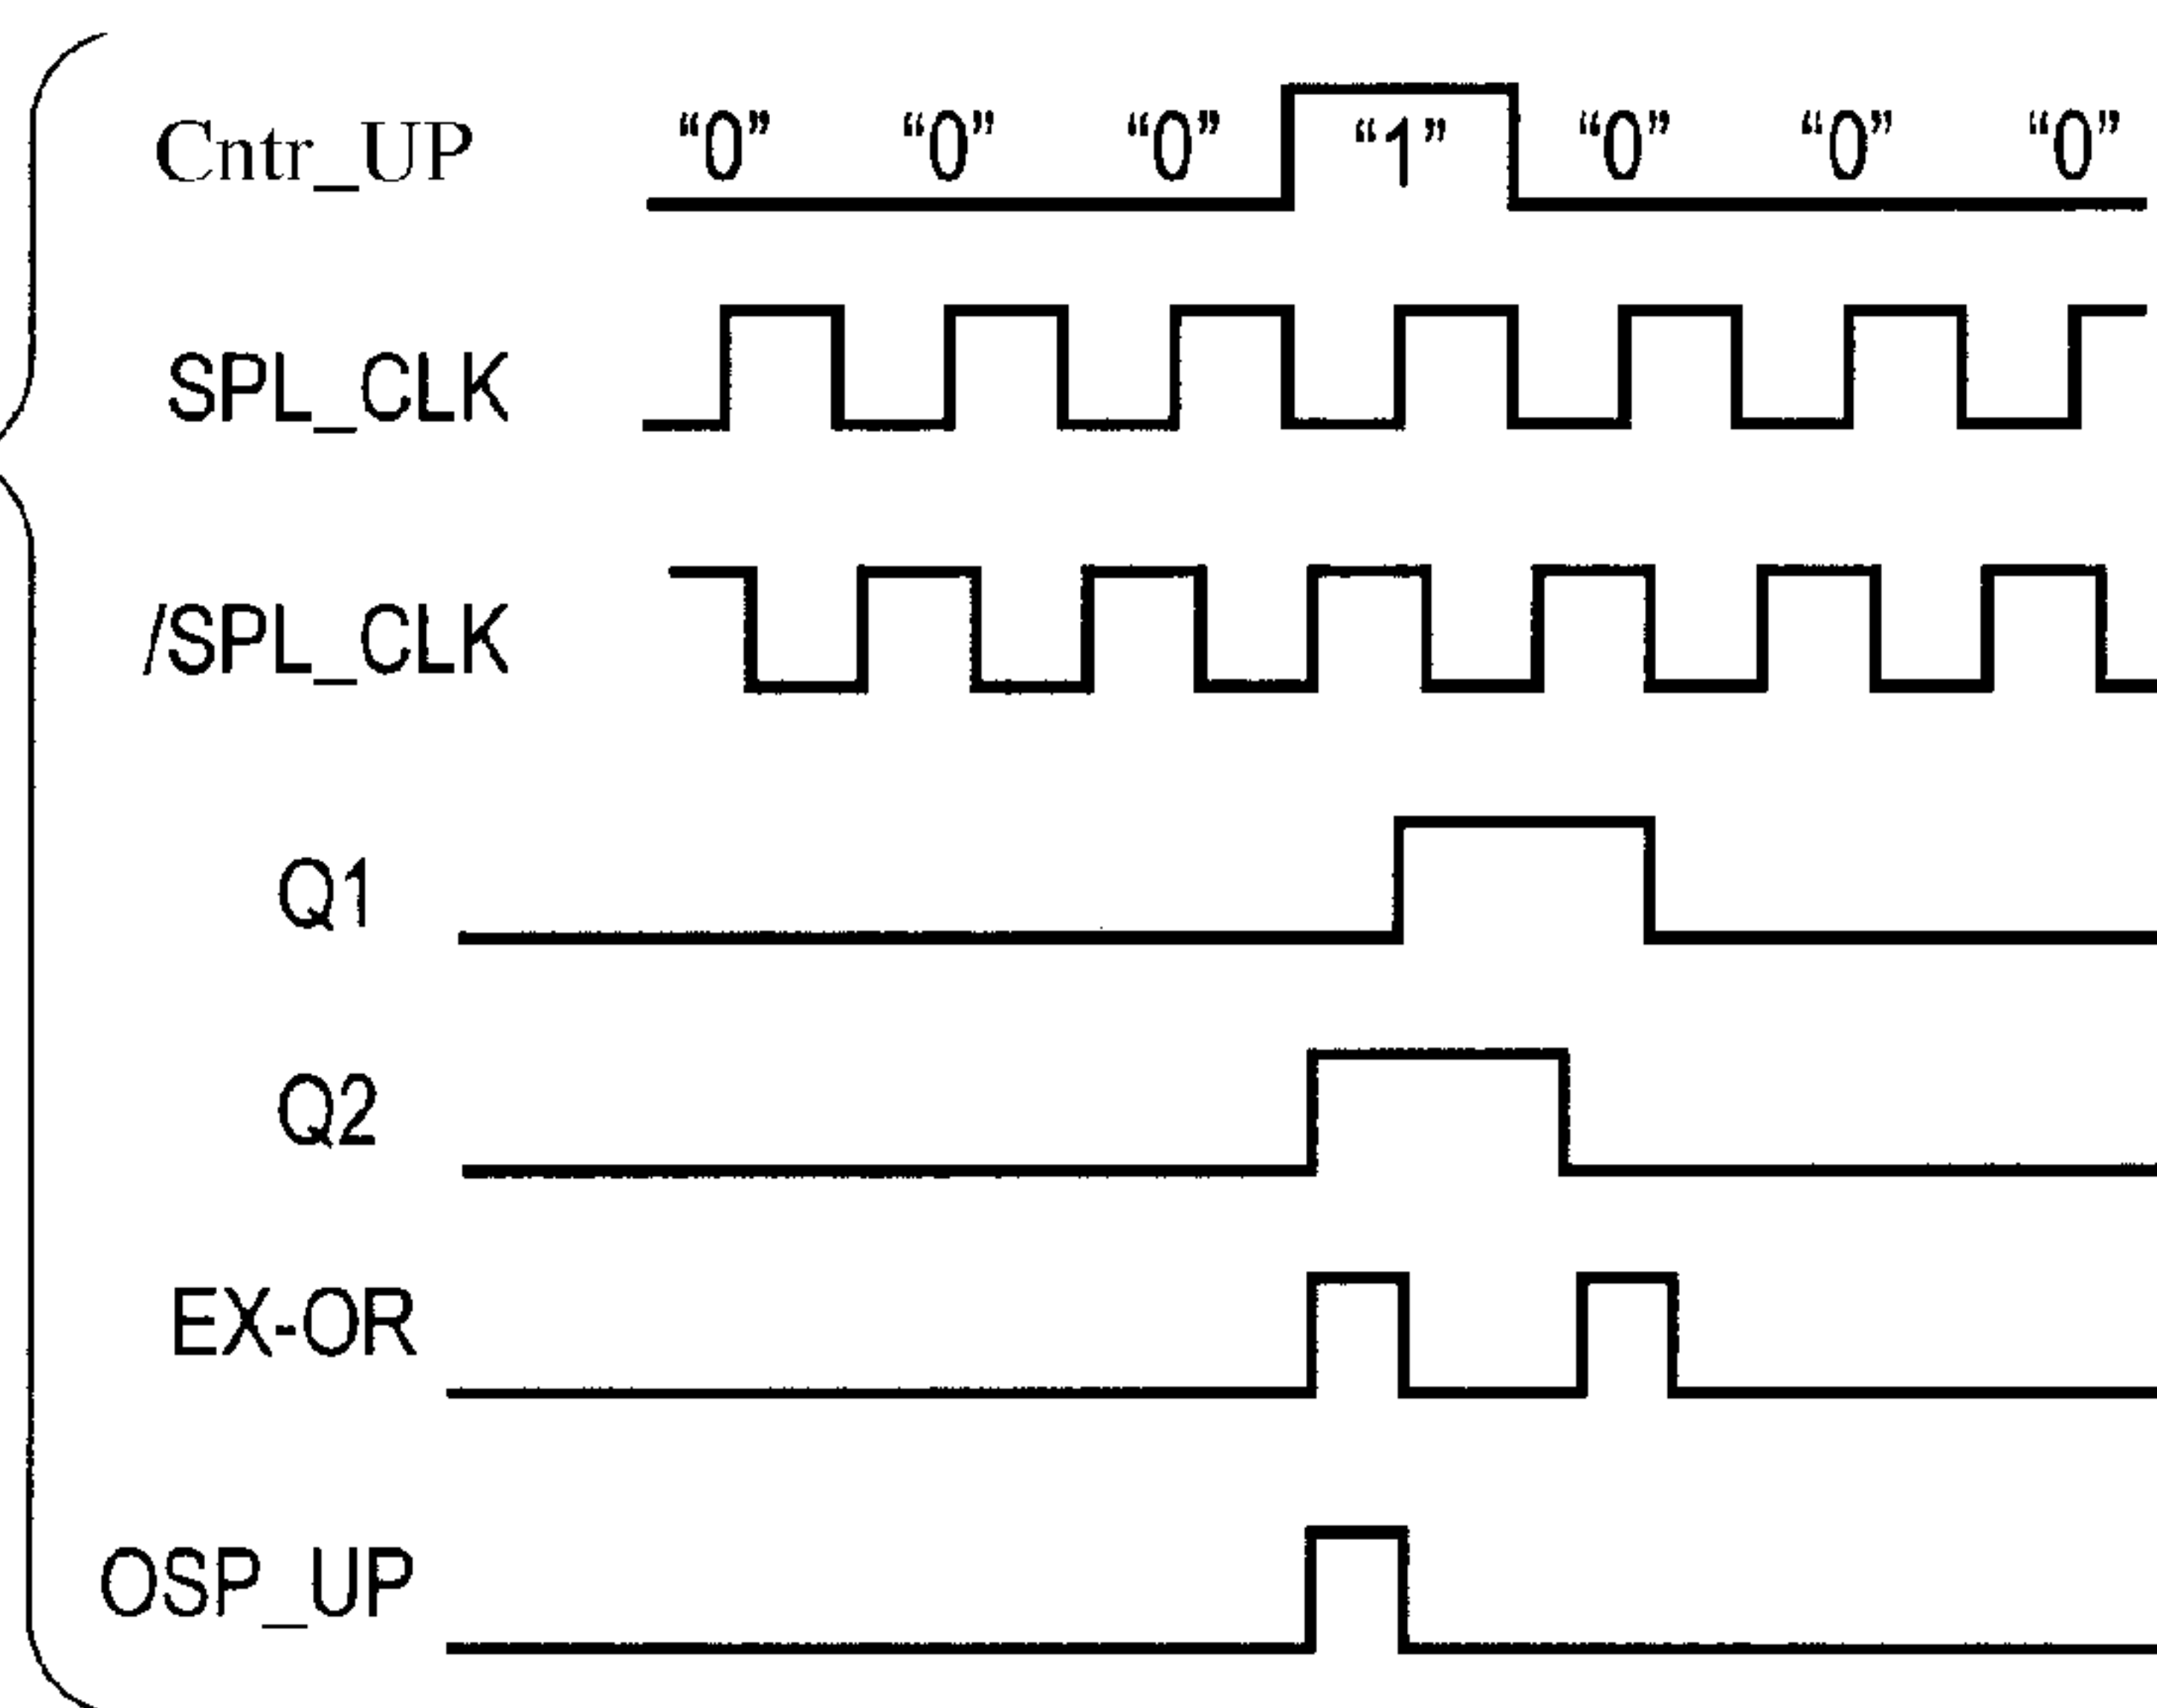 Cntr_UP “0” “0” “0” “1” “0” “0” “0”
SPL_CLK
/SPL_CLK
Q1
Q2
EX-OR
OSP_UP